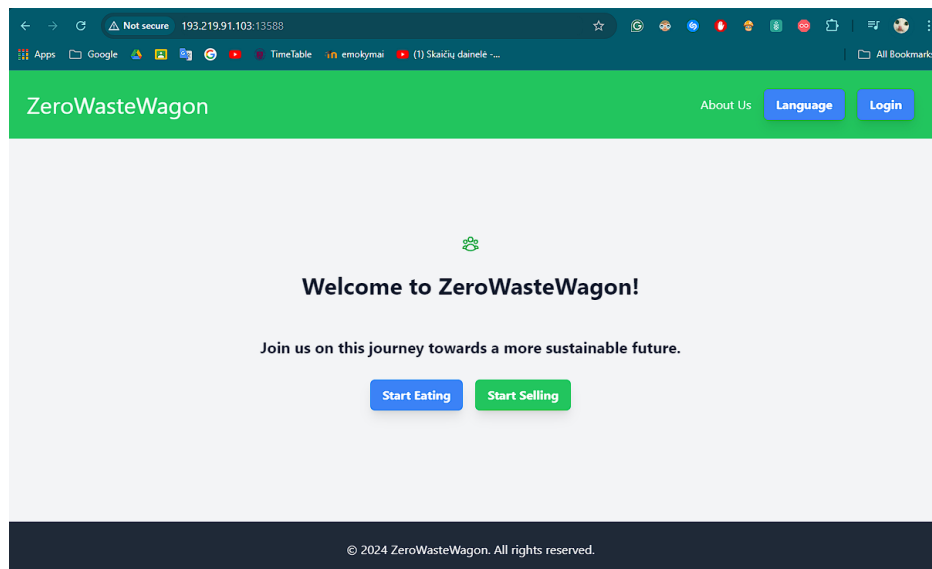 Not secure 193.219.91.103:13588
Apps Google TimeTable emokymai (1) Skaičių dainelė -... All Bookmarks
ZeroWasteWagon About Us Language Login
Welcome to ZeroWasteWagon!
Join us on this journey towards a more sustainable future.
Start Eating Start Selling
© 2024 ZeroWasteWagon. All rights reserved.